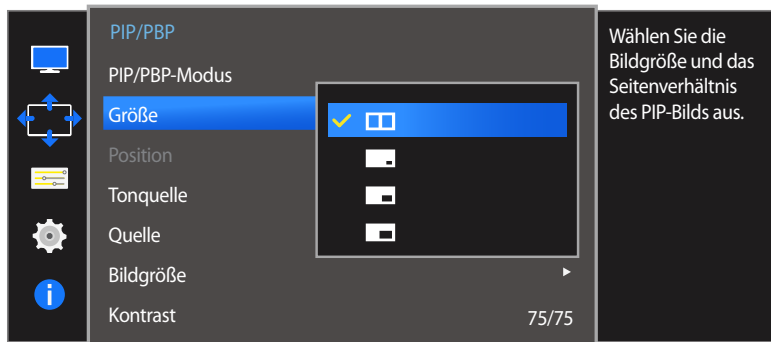 PIP/PBP
PIP/PBP-Modus
Größe
Position
Tonquelle
Quelle
Bildgröße
Kontrast 75/75
Wählen Sie die
Bildgröße und das
Seitenverhältnis
des PIP-Bilds aus.